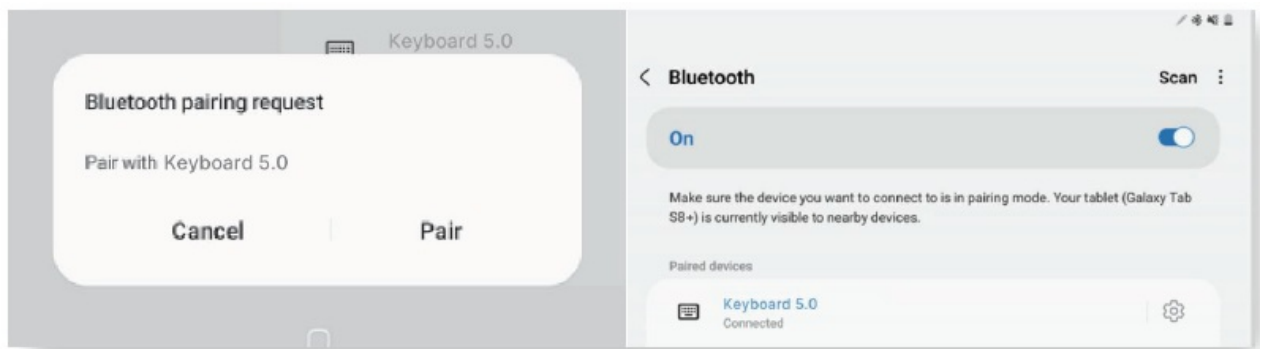 Keyboard 5.0
Bluetooth pairing request
Pair with Keyboard 5.0
Cancel
Pair
Bluetooth
Scan
On
Make sure the device you want to connect to is in pairing mode. Your tablet (Galaxy Tab
S8+) is currently visible to nearby devices.
Paired devices
Keyboard 5.0
Connected